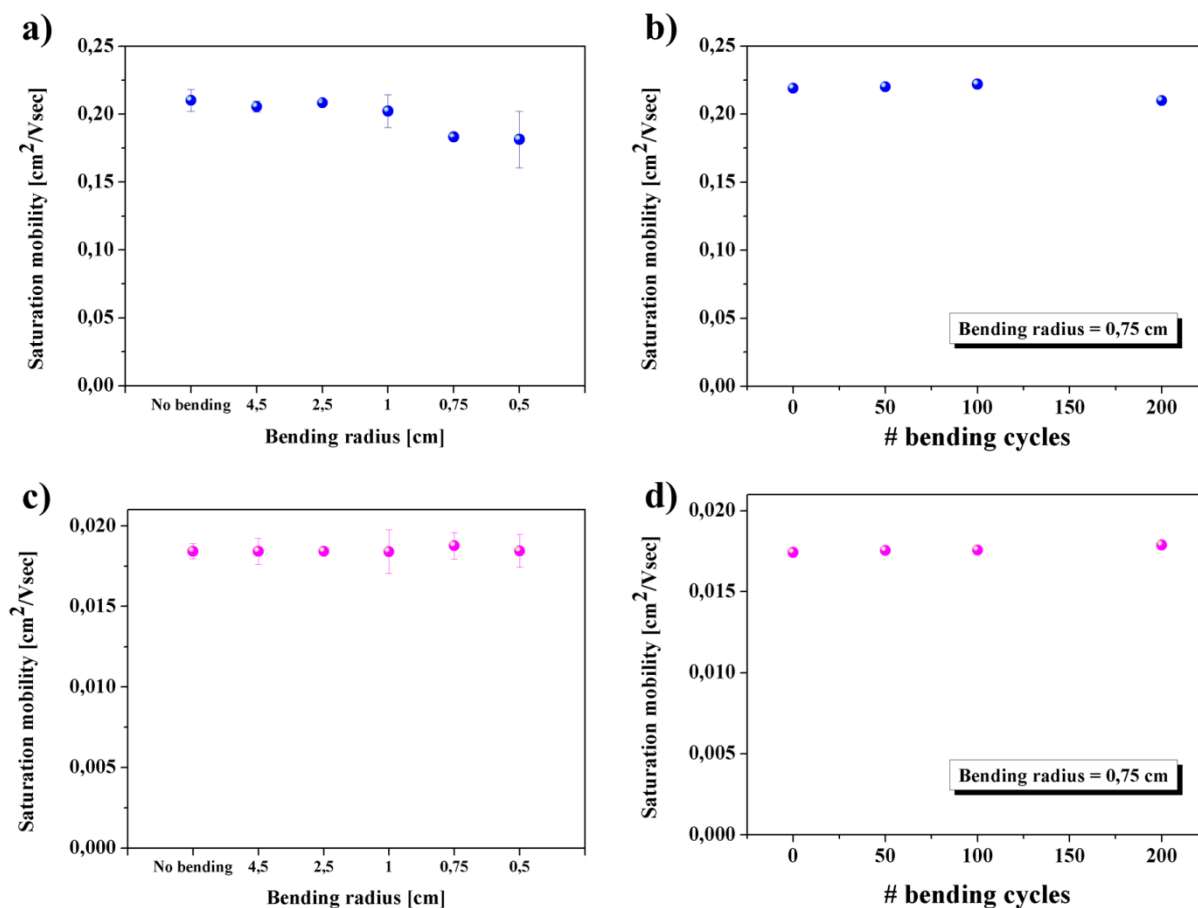 a)
Saturation mobility [cm²/Vsec]
0,25
0,20
0,15
0,10
0,05
0,00
No bending 4,5 2,5 1 0,75 0,5
Bending radius [cm]
b)
Saturation mobility [cm²/Vsec]
0,25
0,20
0,15
0,10
0,05
0,00
Bending radius = 0,75 cm
0 50 100 150 200
# bending cycles
c)
Saturation mobility [cm²/Vsec]
0,020
0,015
0,010
0,005
0,000
No bending 4,5 2,5 1 0,75 0,5
Bending radius [cm]
d)
Saturation mobility [cm²/Vsec]
0,020
0,015
0,010
0,005
0,000
Bending radius = 0,75 cm
0 50 100 150 200
# bending cycles